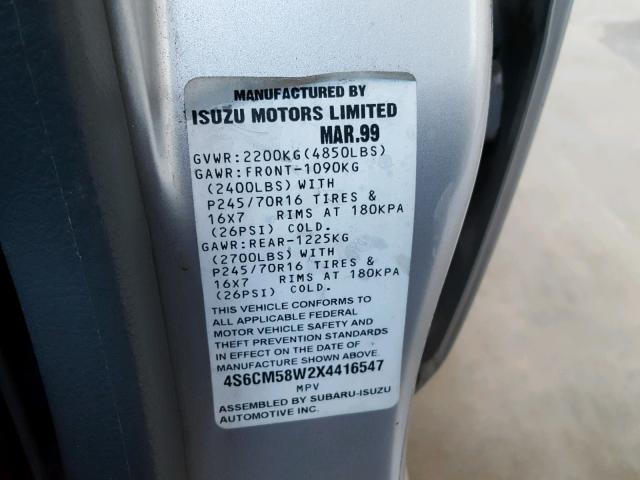 MANUFACTURED BY
ISUZU MOTORS LIMITED
MAR.99
GVWR:2200KG(4850LBS)
GAWR:FRONT-1090KG
(2400LBS) WITH
P245/70R16 TIRES &
16X7 RIMS AT 180KPA
(26PSI) COLD.
GAWR:REAR-1225KG
(2700LBS) WITH
P245/70R16 TIRES &
16X7 RIMS AT 180KPA
(26PSI) COLD.
THIS VEHICLE CONFORMS TO
ALL APPLICABLE FEDERAL
MOTOR VEHICLE SAFETY AND
THEFT PREVENTION STANDARDS
IN EFFECT ON THE DATE OF
MANUFACTURE SHOWN ABOVE.
4S6CM58W2X4416547
MPV
ASSEMBLED BY SUBARU-ISUZU
AUTOMOTIVE INC.